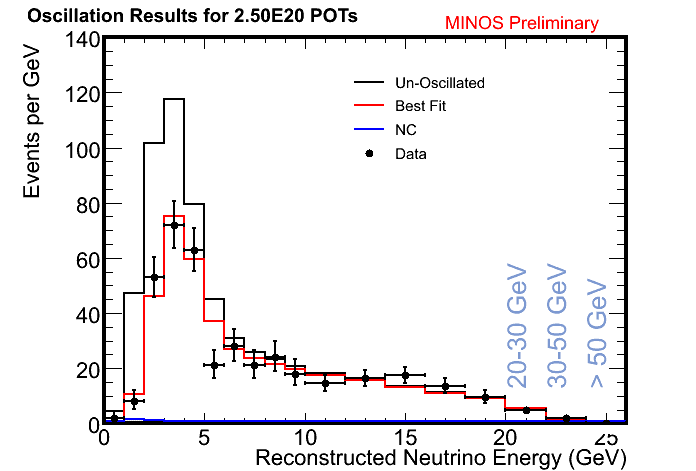 Oscillation Results for 2.50E20 POTs
MINOS Preliminary
Events per GeV
140
120
100
80
60
40
20
0
Un-Oscillated
Best Fit
NC
Data
20-30 GeV
30-50 GeV
> 50 GeV
0
5
10
15
20
25
Reconstructed Neutrino Energy (GeV)